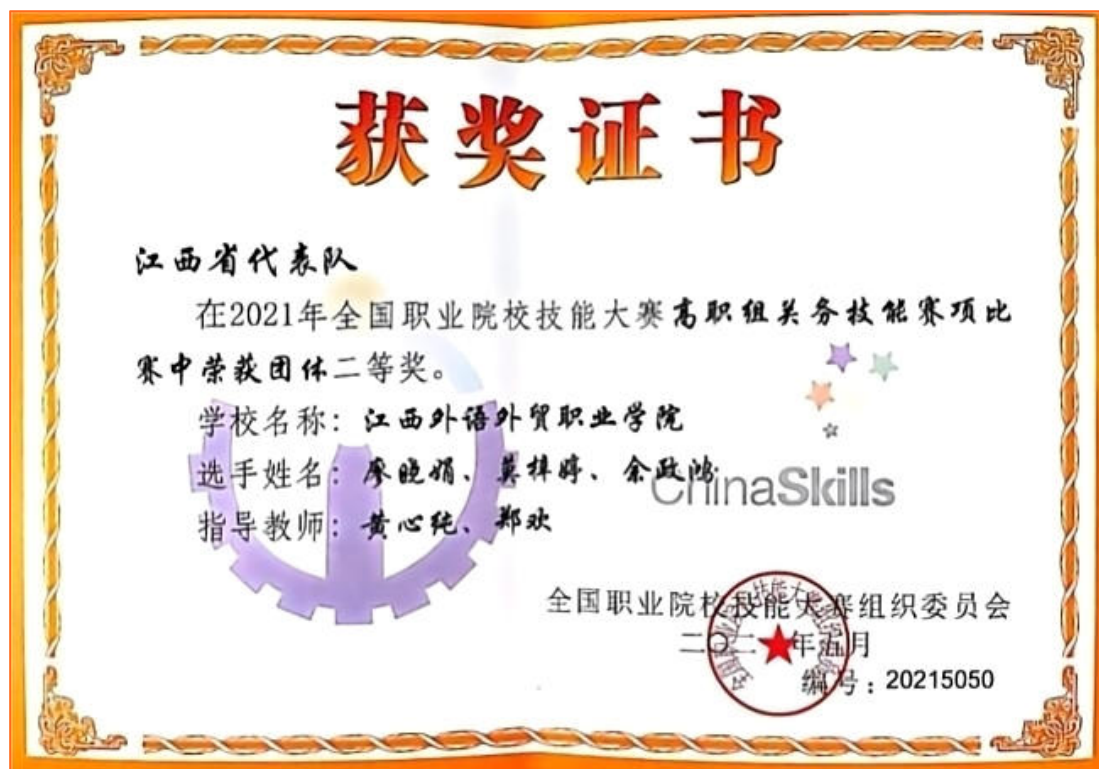 获奖证书
江西省代表队
在2021年全国职业院校技能大赛高职组关务技能赛项比
赛中荣获团体二等奖。
学校名称：江西外语外贸职业学院
选手姓名：廖晓娟、莫梓婷、余政鸿
指导教师：黄心纯、郑欢
ChinaSkills
全国职业院校技能大赛组织委员会
二〇二一年五月
编号：20215050